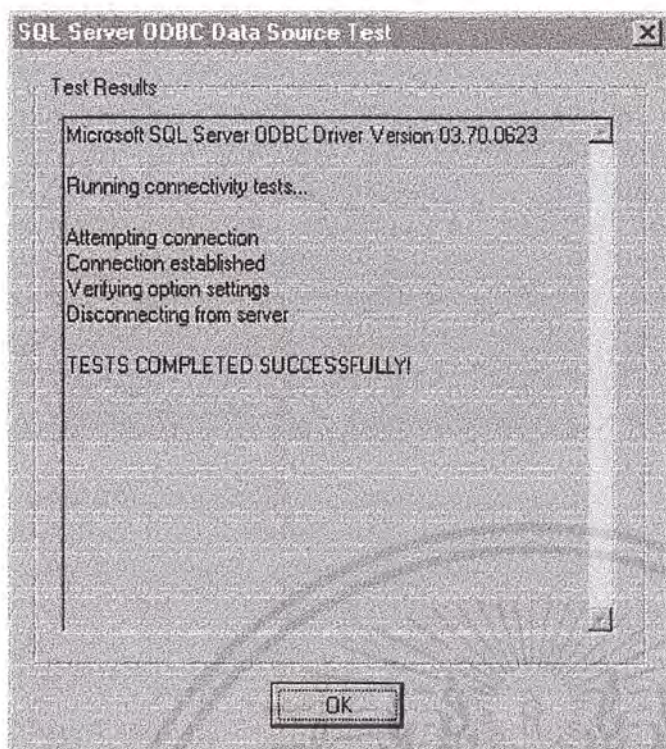 SQL Server ODBC Data Source Test
Test Results
Microsoft SQL Server ODBC Driver Version 03.70.0623
Running connectivity tests...
Attempting connection
Connection established
Verifying option settings
Disconnecting from server
TESTS COMPLETED SUCCESSFULLY!
OK